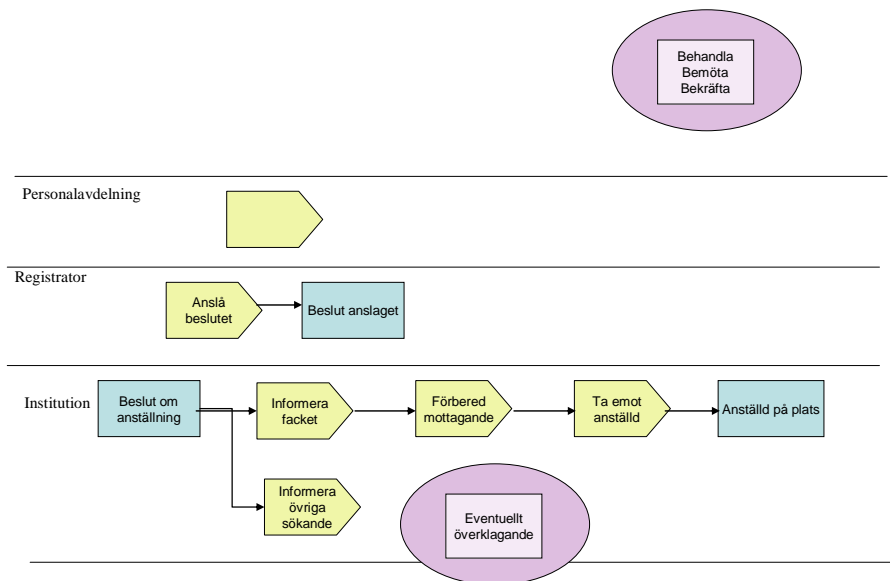 Behandla
Bemöta
Bekräfta
Personalavdelning
Registrator
Anslå
beslutet
Beslut anslaget
Institution
Beslut om
anställning
Informera
facket
Förbered
mottagande
Ta emot
anställd
Anställd på plats
Informera
övriga
sökande
Eventuellt
överklagande